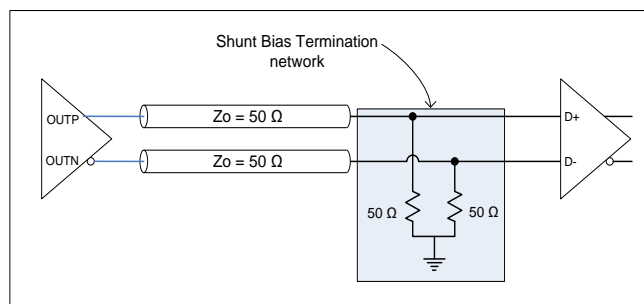 Shunt Bias Termination
network
OUTP
Zo = 50 Ω
D+
OUTN
Zo = 50 Ω
D-
50 Ω
50 Ω